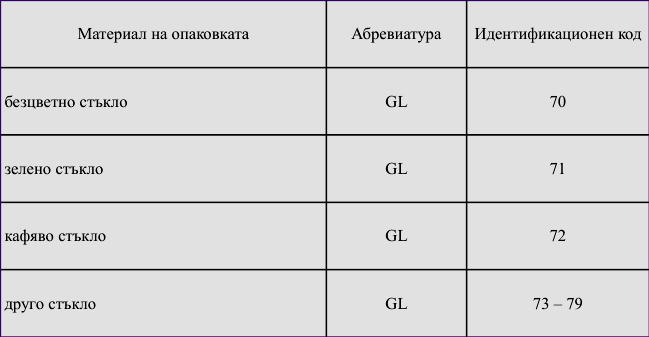 Материал на опаковката Абревиатура Идентификационен код
безцветно стъкло GL 70
зелено стъкло GL 71
кафяво стъкло GL 72
друго стъкло GL 73 – 79